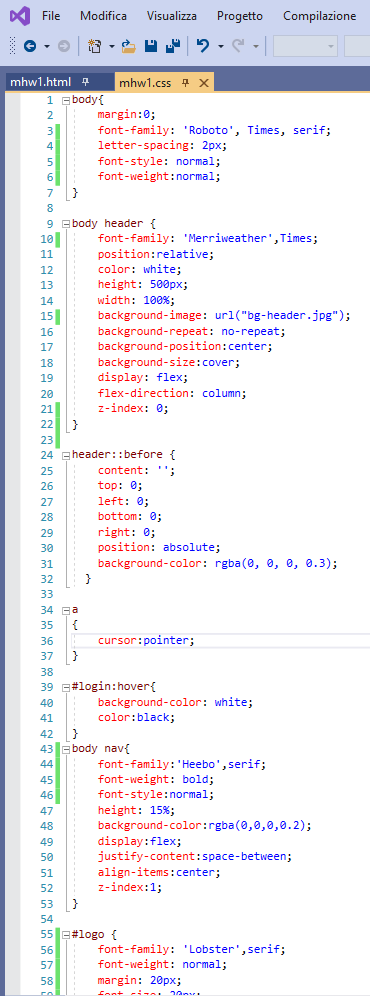 File Modifica Visualizza Progetto Compilazione
mhw1.html mhw1.css
1 body{
2 margin:0;
3 font-family: 'Roboto', Times, serif;
4 letter-spacing: 2px;
5 font-style: normal;
6 font-weight:normal;
7 }
8
9 body header {
10 font-family: 'Merriweather',Times;
11 position:relative;
12 color: white;
13 height: 500px;
14 width: 100%;
15 background-image: url("bg-header.jpg");
16 background-repeat: no-repeat;
17 background-position:center;
18 background-size:cover;
19 display: flex;
20 flex-direction: column;
21 z-index: 0;
22 }
23
24 header::before {
25 content: '';
26 top: 0;
27 left: 0;
28 bottom: 0;
29 right: 0;
30 position: absolute;
31 background-color: rgba(0, 0, 0, 0.3);
32 }
33
34 a
35 {
36 cursor:pointer;
37 }
38
39 #login:hover{
40 background-color: white;
41 color:black;
42 }
43 body nav{
44 font-family:'Heebo',serif;
45 font-weight: bold;
46 font-style:normal;
47 height: 15%;
48 background-color:rgba(0,0,0,0.2);
49 display:flex;
50 justify-content:space-between;
51 align-items:center;
52 z-index:1;
53 }
54
55 #logo {
56 font-family: 'Lobster',serif;
57 font-weight: normal;
58 margin: 20px;
59 font-size: 20px;